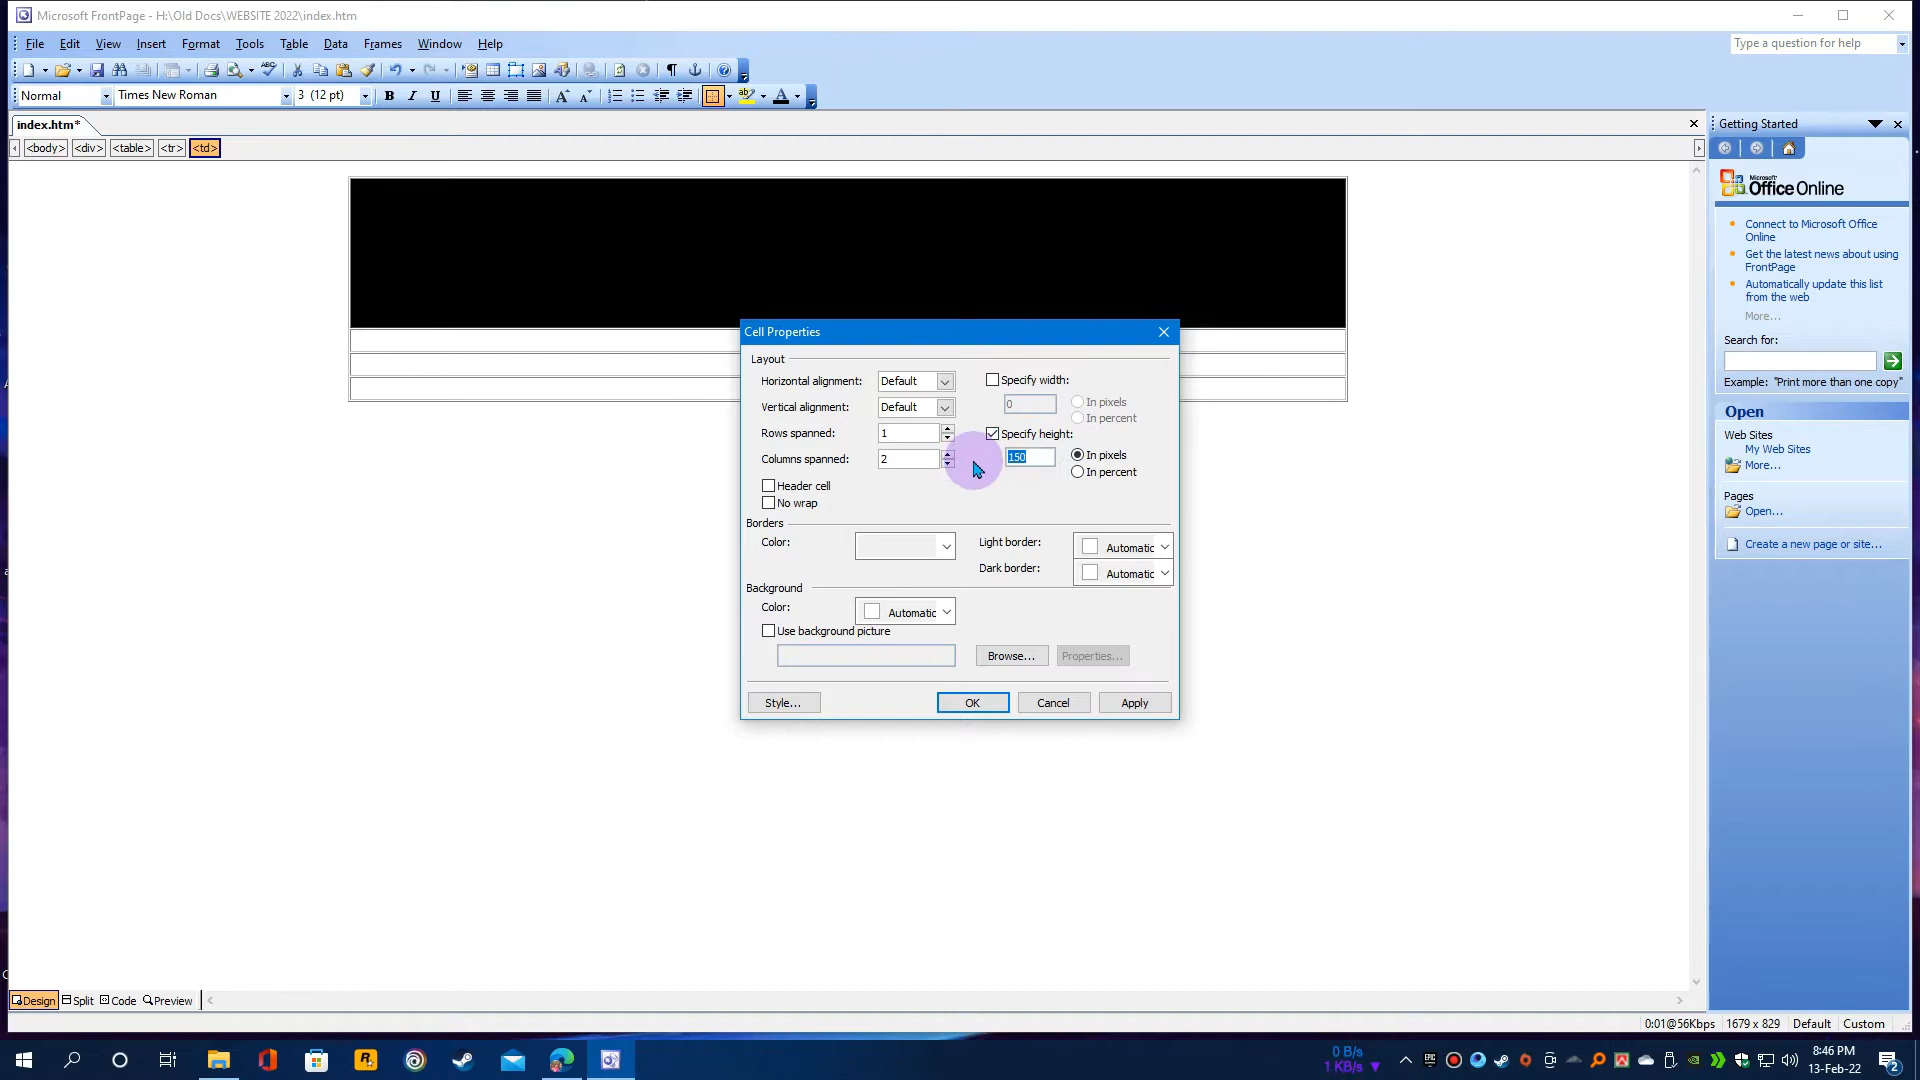 Microsoft FrontPage - H:\Old Docs\WEBSITE 2022\index.htm
File Edit View Insert Format Tools Table Data Frames Window Help
Type a question for help
Normal Times New Roman 3 (12 pt) B I U A A ab A
index.htm*
<body> <div> <table> <tr> <td>
Getting Started
Microsoft
Office Online
Connect to Microsoft Office
Online
Get the latest news about using
FrontPage
Automatically update this list
from the web
More...
Search for:
Example: "Print more than one copy"
Open
Web Sites
My Web Sites
More...
Pages
Open...
Create a new page or site...
Cell Properties
Layout
Horizontal alignment: Default
Specify width:
0
In pixels
In percent
Vertical alignment: Default
Rows spanned: 1
Specify height:
150
In pixels
In percent
Columns spanned: 2
Header cell
No wrap
Borders
Color:
Light border: Automatic
Dark border: Automatic
Background
Color: Automatic
Use background picture
Browse... Properties...
Style... OK Cancel Apply
Design Split Code Preview
0:01@56Kbps 1679 x 829 Default Custom
0 B/s
1 KB/s
8:46 PM
13-Feb-22
2